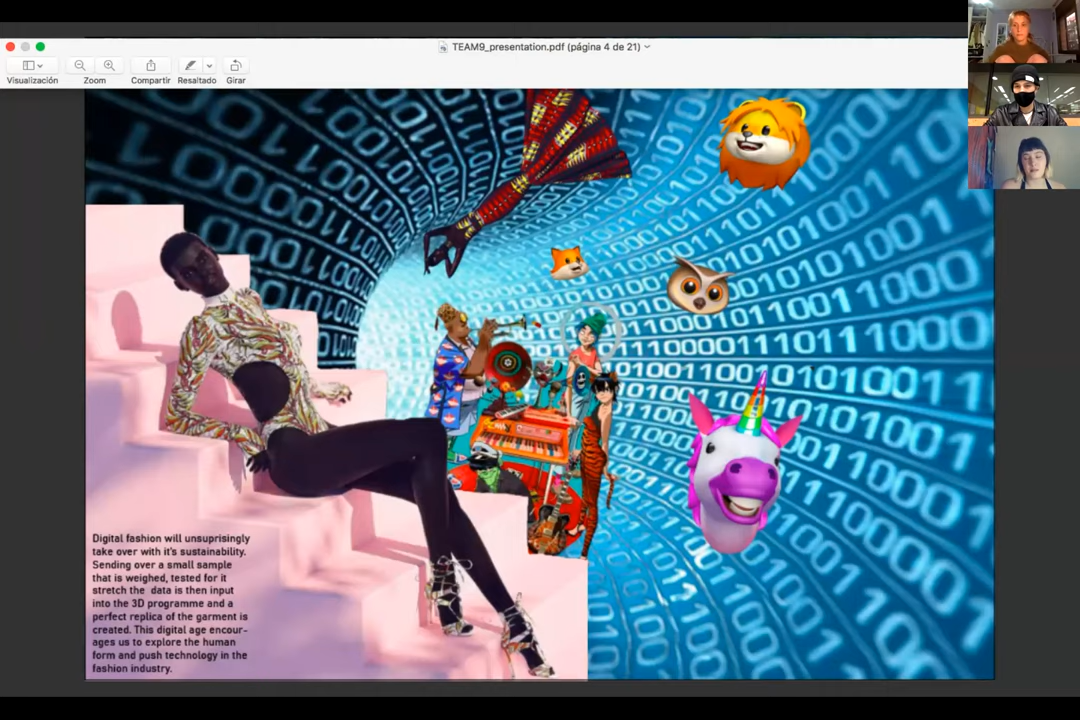 TEAM9_presentation.pdf (página 4 de 21)
Visualización
Zoom
Compartir
Resaltado
Girar
Digital fashion will unsuprisingly
take over with it's sustainability.
Sending over a small sample
that is weighed, tested for it
stretch the data is then input
into the 3D programme and a
perfect replica of the garment is
created. This digital age encour-
ages us to explore the human
form and push technology in the
fashion industry.